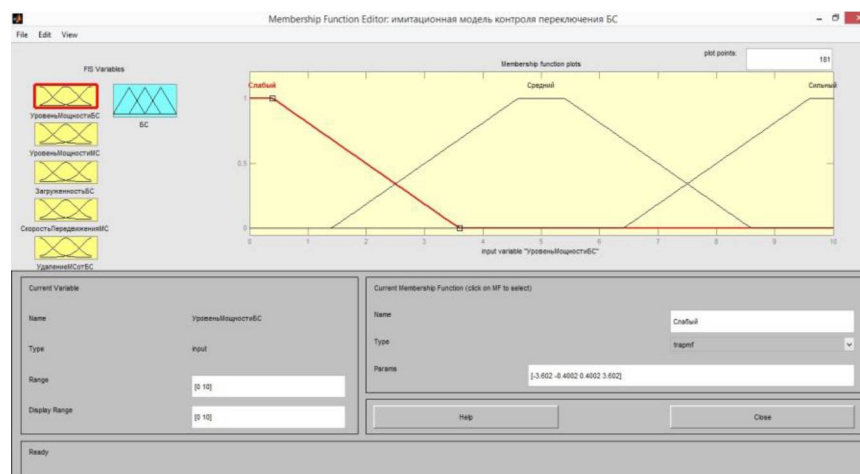 Membership Function Editor: имитационная модель контроля переключения БС
File Edit View
plot points: 181
FIS Variables
Membership function plots
УровеньМощностиБС
БС
УровеньМощностиМС
ЗагруженностьБС
СкоростьПередвиженияМС
УдалениеМСотБС
Слабый Средний Сильный
1
0.5
0
0 1 2 3 4 5 6 7 8 9 10
input variable "УровеньМощностиБС"
Current Variable
Name УровеньМощностиБС
Type input
Range [0 10]
Display Range [0 10]
Current Membership Function (click on MF to select)
Name Слабый
Type trapmf
Params [-3.602 -0.4002 0.4002 3.602]
Help Close
Ready